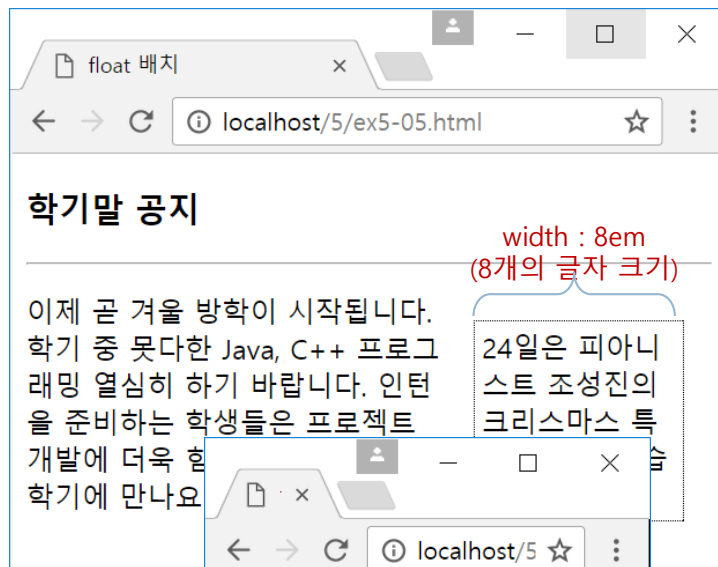 float 배치
localhost/5/ex5-05.html
학기말 공지
width : 8em
(8개의 글자 크기)
이제 곧 겨울 방학이 시작됩니다.
학기 중 못다한 Java, C++ 프로그
래밍 열심히 하기 바랍니다. 인턴
을 준비하는 학생들은 프로젝트
개발에 더욱
학기에 만나요
24일은 피아니
스트 조성진의
크리스마스 특
습
localhost/5